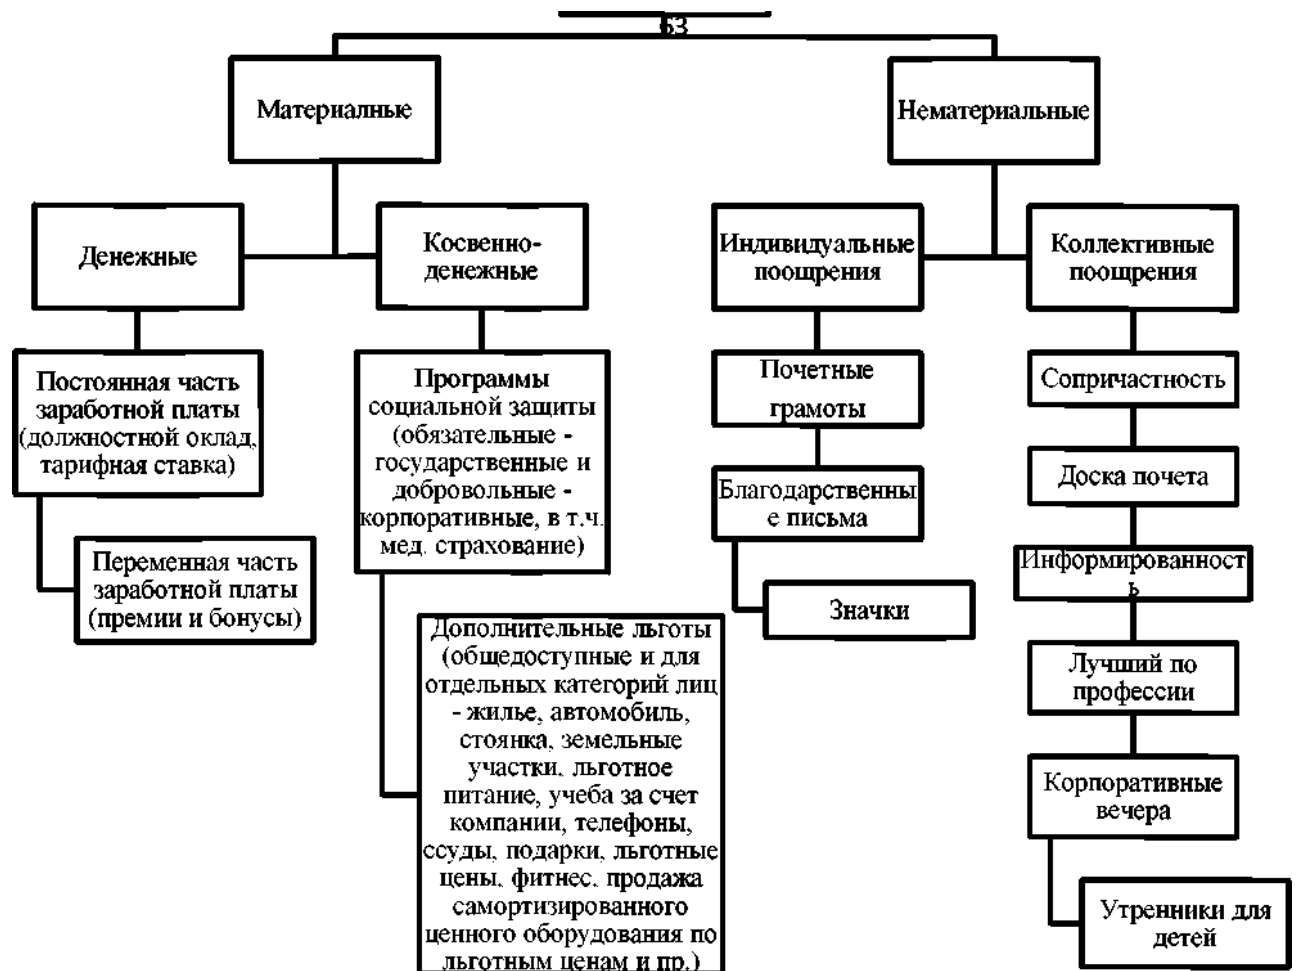 63
Материалные
Нематериальные
Денежные
Косвенно-
денежные
Индивидуальные
поощрения
Коллективные
поощрения
Постоянная часть
заработной платы
(должностной оклад,
тарифная ставка)
Переменная часть
заработной платы
(премии и бонусы)
Программы
социальной защиты
(обязательные -
государственные и
добровольные -
корпоративные, в т.ч.
мед. страхование)
Дополнительные льготы
(общедоступные и для
отдельных категорий лиц
- жилье, автомобиль,
стоянка, земельные
участки, льготное
питание, учеба за счет
компании, телефоны,
ссуды, подарки, льготные
цены, фитнес, продажа
самортизированного
ценного оборудования по
льготным ценам и пр.)
Почетные
грамоты
Благодарственны
е письма
Значки
Сопричастность
Доска почета
Информированност
ь
Лучший по
профессии
Корпоративные
вечера
Утренники для
детей